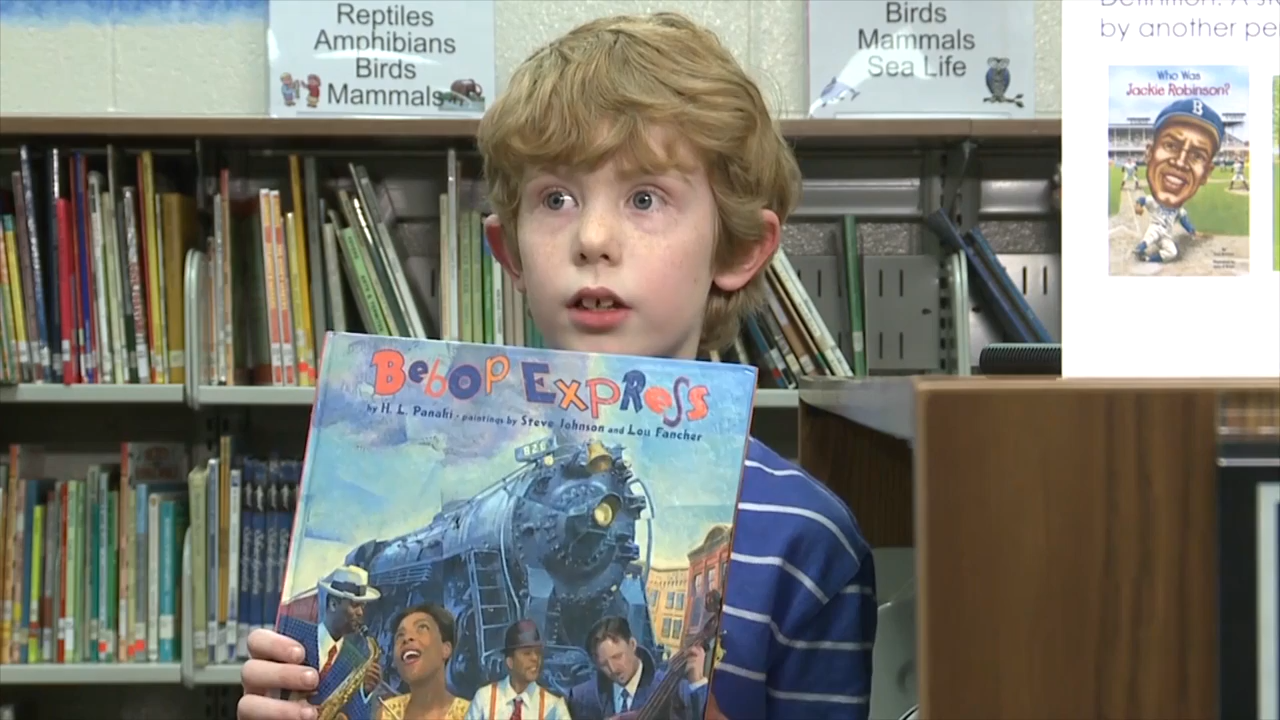 Reptiles
Amphibians
Birds
Mammals
Birds
Mammals
Sea Life
by another pe
Who Was
Jackie Robinson?
B
Bebop Express
by H. L. Panahi - paintings by Steve Johnson and Lou Fancher